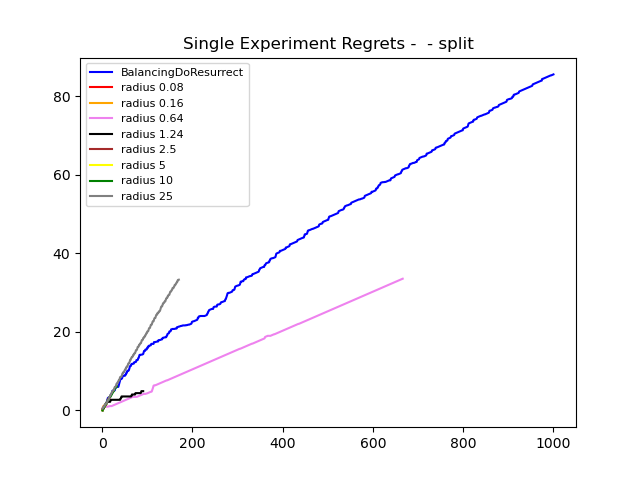 Single Experiment Regrets -  - split
BalancingDoResurrect
radius 0.08
radius 0.16
radius 0.64
radius 1.24
radius 2.5
radius 5
radius 10
radius 25
80
60
40
20
0
0 200 400 600 800 1000